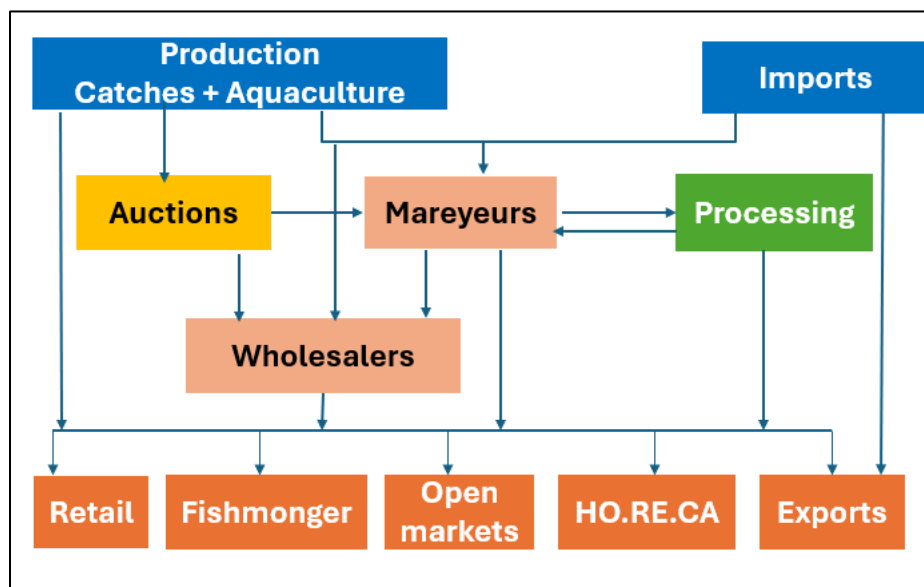 Production
Catches + Aquaculture
Imports
Auctions
Mareyeurs
Processing
Wholesalers
Retail
Fishmonger
Open
markets
HO.RE.CA
Exports